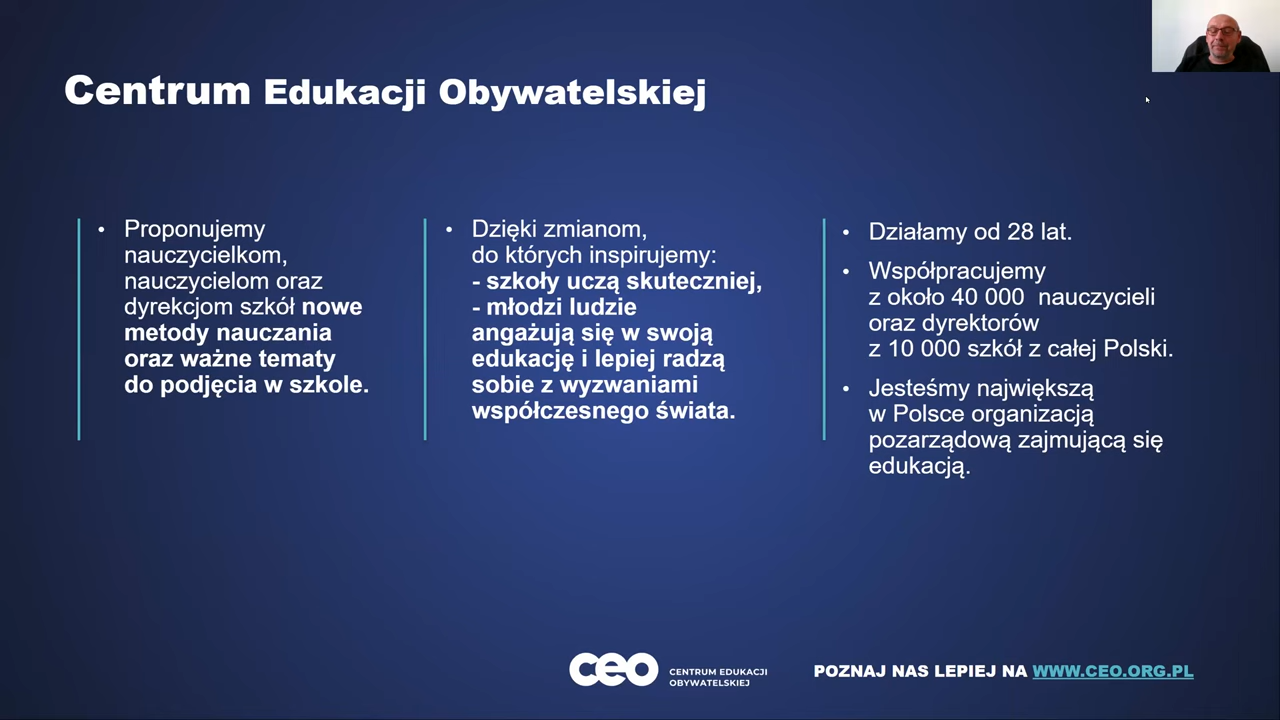 Centrum Edukacji Obywatelskiej
• Proponujemy
nauczycielkom,
nauczycielom oraz
dyrekcjom szkół nowe
metody nauczania
oraz ważne tematy
do podjęcia w szkole.
• Dzięki zmianom,
do których inspirujemy:
- szkoły uczą skuteczniej,
- młodzi ludzie
angażują się w swoją
edukację i lepiej radzą
sobie z wyzwaniami
współczesnego świata.
• Działamy od 28 lat.
• Współpracujemy
z około 40 000 nauczycieli
oraz dyrektorów
z 10 000 szkół z całej Polski.
• Jesteśmy największą
w Polsce organizacją
pozarządową zajmującą się
edukacją.
ceo
CENTRUM EDUKACJI
OBYWATELSKIEJ
POZNAJ NAS LEPIEJ NA WWW.CEO.ORG.PL